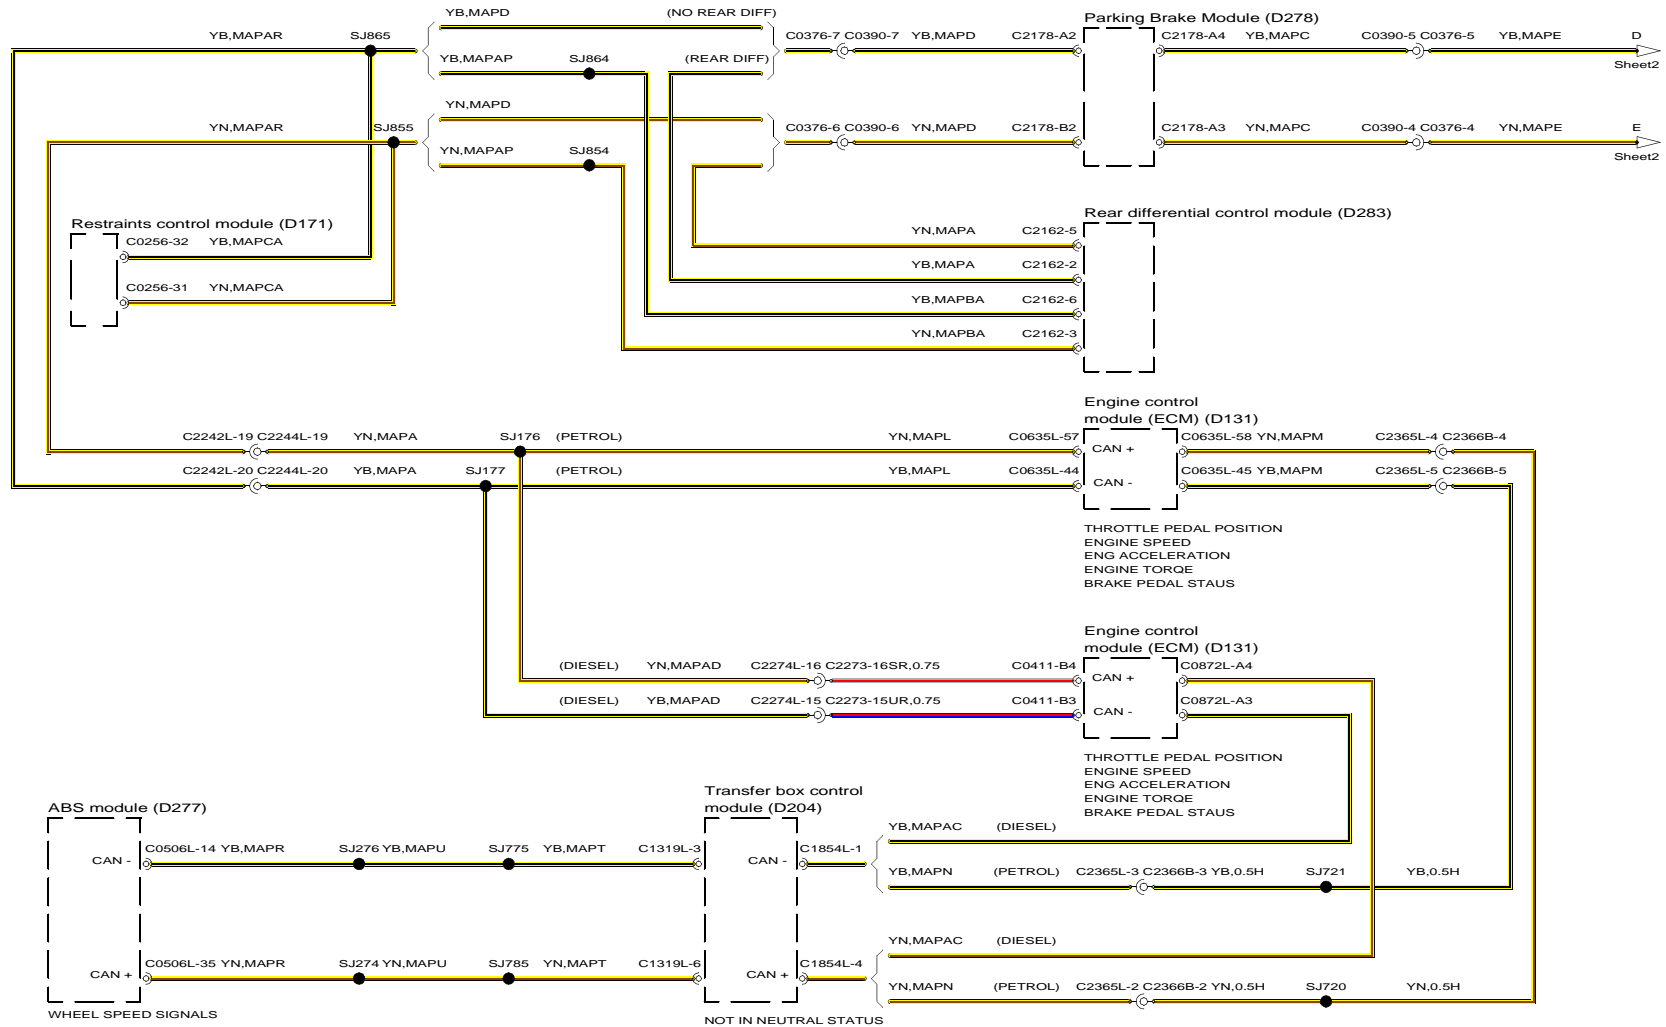 YB,MAPD (NO REAR DIFF) Parking Brake Module (D278)
YB,MAPAR SJ865 C0376-7 C0390-7 YB,MAPD C2178-A2 C2178-A4 YB,MAPC C0390-5 C0376-5 YB,MAPE D
YB,MAPAP SJ864 (REAR DIFF) Sheet2
YN,MAPD
YN,MAPAR SJ855 C0376-6 C0390-6 YN,MAPD C2178-B2 C2178-A3 YN,MAPC C0390-4 C0376-4 YN,MAPE E
YN,MAPAP SJ854 Sheet2
Restraints control module (D171) Rear differential control module (D283)
C0256-32 YB,MAPCA YN,MAPA C2162-5
YB,MAPA C2162-2
C0256-31 YN,MAPCA YB,MAPBA C2162-6
YN,MAPBA C2162-3
Engine control
module (ECM) (D131)
C2242L-19 C2244L-19 YN,MAPA SJ176 (PETROL) YN,MAPL C0635L-57 CAN + C0635L-58 YN,MAPM C2365L-4 C2366B-4
C2242L-20 C2244L-20 YB,MAPA SJ177 (PETROL) YB,MAPL C0635L-44 CAN - C0635L-45 YB,MAPM C2365L-5 C2366B-5
THROTTLE PEDAL POSITION
ENGINE SPEED
ENG ACCELERATION
ENGINE TORQE
BRAKE PEDAL STAUS
Engine control
module (ECM) (D131)
(DIESEL) YN,MAPAD C2274L-16 C2273-16SR,0.75 C0411-B4 CAN + C0872L-A4
(DIESEL) YB,MAPAD C2274L-15 C2273-15UR,0.75 C0411-B3 CAN - C0872L-A3
THROTTLE PEDAL POSITION
ENGINE SPEED
ENG ACCELERATION
ENGINE TORQE
BRAKE PEDAL STAUS
Transfer box control
module (D204)
ABS module (D277)
YB,MAPAC (DIESEL)
CAN - C0506L-14 YB,MAPR SJ276 YB,MAPU SJ775 YB,MAPT C1319L-3 CAN - C1854L-1
YB,MAPN (PETROL) C2365L-3 C2366B-3 YB,0.5H SJ721 YB,0.5H
YN,MAPAC (DIESEL)
CAN + C0506L-35 YN,MAPR SJ274 YN,MAPU SJ785 YN,MAPT C1319L-6 CAN + C1854L-4
YN,MAPN (PETROL) C2365L-2 C2366B-2 YN,0.5H SJ720 YN,0.5H
WHEEL SPEED SIGNALS
NOT IN NEUTRAL STATUS